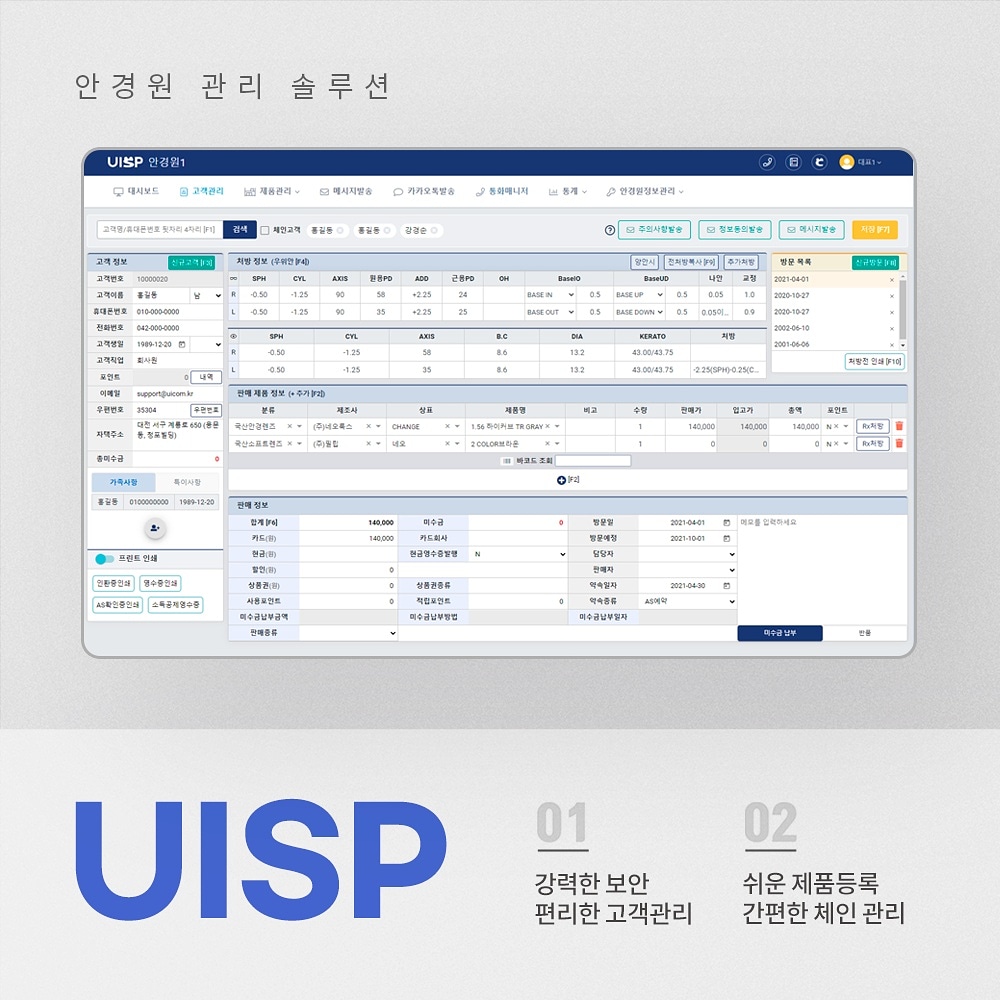 안경원 관리 솔루션
UISP 안경원1
대표1
대시보드 고객관리 제품관리 메시지발송 카카오톡발송 통화매니저 통계 안경원정보관리
고객명/휴대폰번호 뒷자리 4자리 [F1] 검색 체인고객 홍길동 홍길동 강경순 주의사항발송 정보동의발송 메시지발송 저장 [F7]
고객 정보 신규고객 [F3]
고객번호 10000020
고객이름 홍길동 남
휴대폰번호 010-000-0000
전화번호 042-000-0000
고객생일 1989-12-20
고객직업 회사원
포인트 0 내역
이메일 support@uicom.kr
우편번호 35304 우편번호
자택주소 대전 서구 계룡로 650 (용문동, 청포빌딩)
총미수금 0
가족사항 특이사항
홍길동 0100000000 1989-12-20
프린트 인쇄
인환증인쇄 영수증인쇄
AS확인증인쇄 소득공제영수증
처방 정보 (우위안 [F4]) 양안시 전처방복사 [F9] 추가처방
SPH CYL AXIS 원용PD ADD 근용PD OH BaseIO BaseUD 나안 교정
R -0.50 -1.25 90 58 +2.25 24 BASE IN 0.5 BASE UP 0.5 0.05 1.0
L -0.50 -1.25 90 35 +2.25 25 BASE OUT 0.5 BASE DOWN 0.5 0.05이... 0.9
SPH CYL AXIS B.C DIA KERATO 처방
R -0.50 -1.25 58 8.6 13.2 43.00/43.75
L -0.50 -1.25 35 8.6 13.2 43.00/43.75 -2.25(SPH)-0.25(C...
방문 목록 신규방문 [F8]
2021-04-01
2020-10-27
2020-10-27
2002-06-10
2001-06-06
처방전 인쇄 [F10]
판매 제품 정보 (+ 추가 [F2])
분류 제조사 상표 제품명 비고 수량 판매가 입고가 총액 포인트
국산안경렌즈 (주)네오룩스 CHANGE 1.56 하이커브 TR GRAY 1 140,000 140,000 140,000 N Rx처방
국산소프트렌즈 (주)필립 네오 2 COLOR브라운 1 0 0 0 N Rx처방
바코드 조회
[F2]
판매 정보
합계 [F6] 140,000 미수금 0 방문일 2021-04-01 메모를 입력하세요
카드(원) 140,000 카드회사 방문예정 2021-10-01
현금(원) 현금영수증발행 N 담당자
할인(원) 0 판매자
상품권(원) 0 상품권종류 약속일자 2021-04-30
사용포인트 0 적립포인트 0 약속종류 AS예약
미수금납부금액 미수금납부방법 미수금납부일자
판매종류 미수금 납부 반품
UISP
01
강력한 보안
편리한 고객관리
02
쉬운 제품등록
간편한 체인 관리